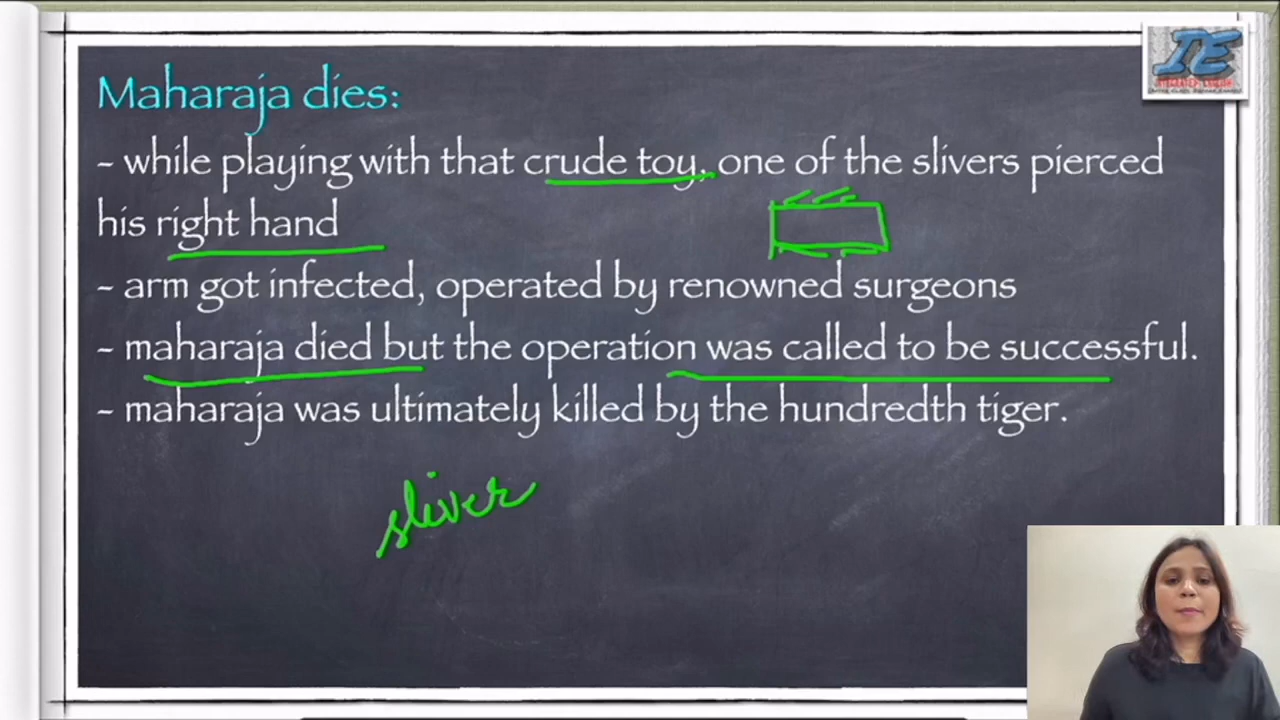 IE
Maharaja dies:
- while playing with that crude toy, one of the slivers pierced
his right hand
- arm got infected, operated by renowned surgeons
- maharaja died but the operation was called to be successful.
- maharaja was ultimately killed by the hundredth tiger.
sliver